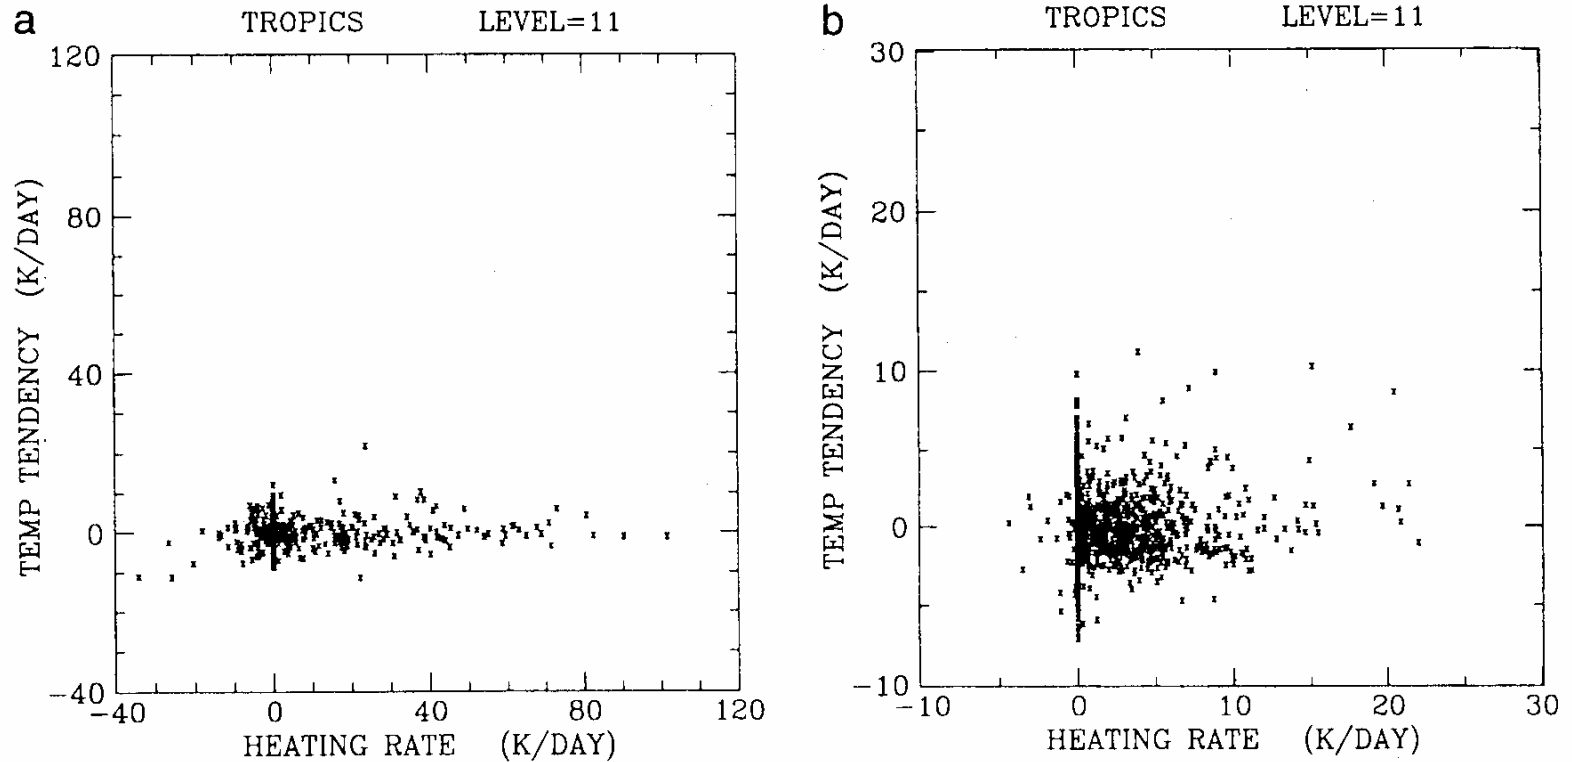 a
TROPICS LEVEL=11
120
80
40
0
-40
-40 0 40 80 120
TEMP TENDENCY (K/DAY)
HEATING RATE (K/DAY)
b
TROPICS LEVEL=11
30
20
10
0
-10
-10 0 10 20 30
TEMP TENDENCY (K/DAY)
HEATING RATE (K/DAY)